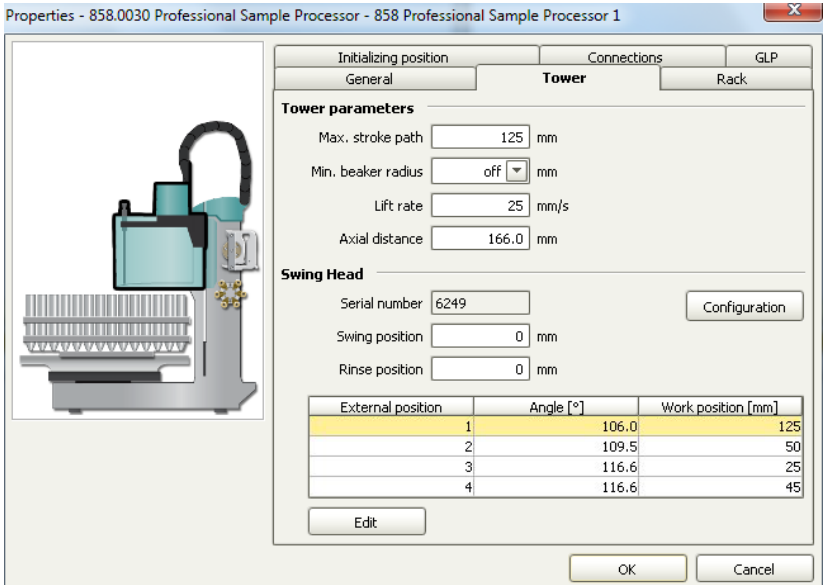 Properties - 858.0030 Professional Sample Processor - 858 Professional Sample Processor 1
Initializing position Connections GLP
General Tower Rack
Tower parameters
Max. stroke path 125 mm
Min. beaker radius off mm
Lift rate 25 mm/s
Axial distance 166.0 mm
Swing Head
Serial number 6249 Configuration
Swing position 0 mm
Rinse position 0 mm
External position Angle [°] Work position [mm]
1 106.0 125
2 109.5 50
3 116.6 25
4 116.6 45
Edit
OK Cancel